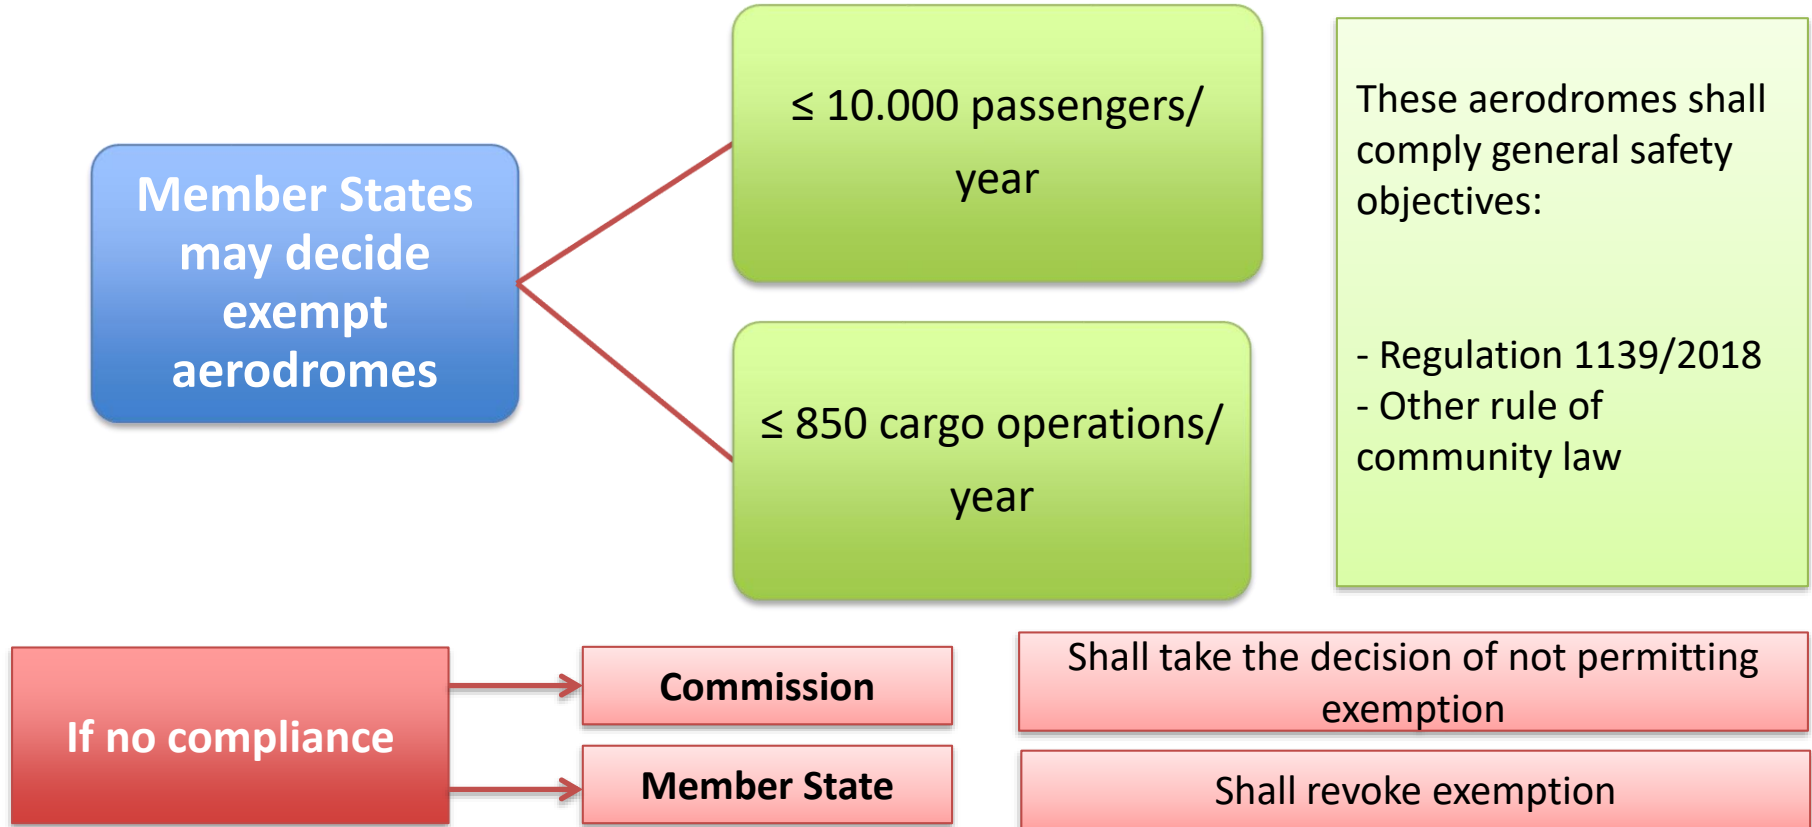 Member States
may decide
exempt
aerodromes
≤ 10.000 passengers/
year
≤ 850 cargo operations/
year
These aerodromes shall
comply general safety
objectives:
- Regulation 1139/2018
- Other rule of
community law
If no compliance
Commission
Shall take the decision of not permitting
exemption
Member State
Shall revoke exemption